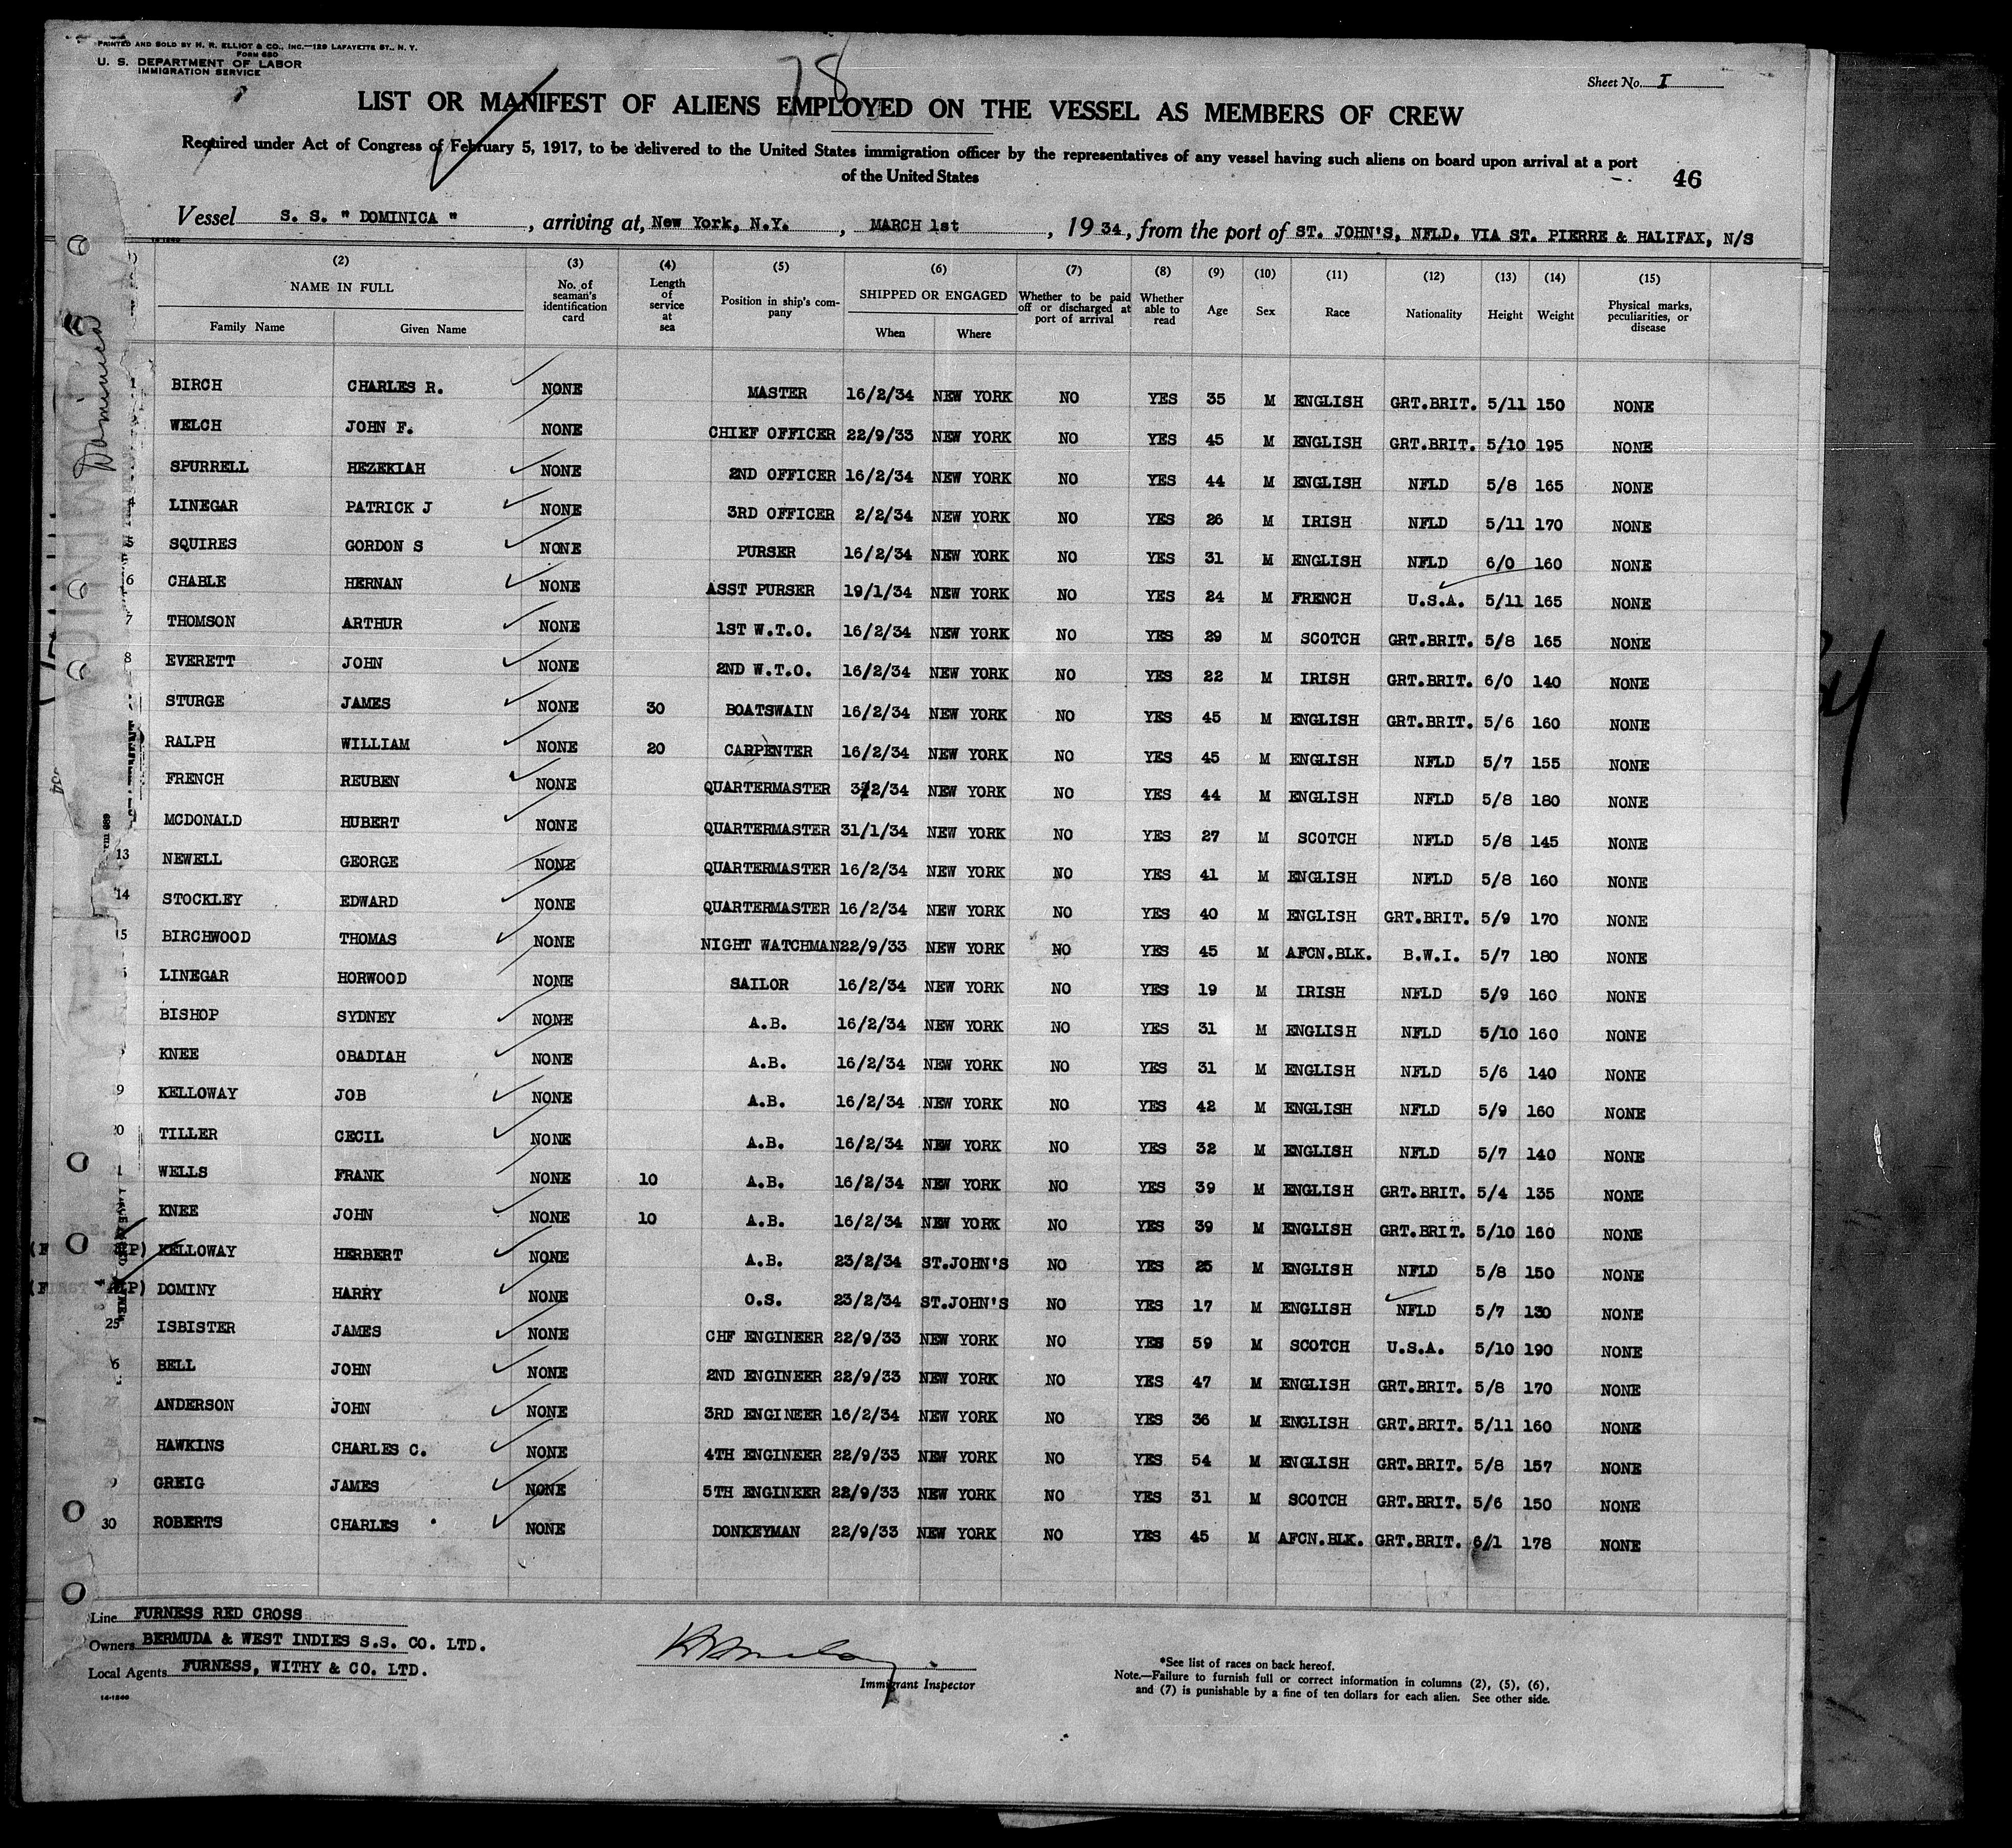 PRINTED AND SOLD BY H. R. ELLIOT & CO., INC.—129 LAFAYETTE ST., N. Y.
FORM 680
U. S. DEPARTMENT OF LABOR
IMMIGRATION SERVICE
78
Sheet No. I
LIST OR MANIFEST OF ALIENS EMPLOYED ON THE VESSEL AS MEMBERS OF CREW
Required under Act of Congress of February 5, 1917, to be delivered to the United States immigration officer by the representatives of any vessel having such aliens on board upon arrival at a port
of the United States
46
Vessel S. S. " DOMINICA ", arriving at, New York, N.Y., MARCH 1st, 19 34, from the port of ST. JOHN'S, NFLD. VIA ST. PIERRE & HALIFAX, N/S
14-1240
Dominica
(2) (3) (4) (5) (6) (7) (8) (9) (10) (11) (12) (13) (14) (15)
NAME IN FULL No. of seaman's identification card Length of service at sea Position in ship's company SHIPPED OR ENGAGED Whether to be paid off or discharged at port of arrival Whether able to read Age Sex Race Nationality Height Weight Physical marks, peculiarities, or disease
Family Name Given Name When Where
1 BIRCH CHARLES R. NONE MASTER 16/2/34 NEW YORK NO YES 35 M ENGLISH GRT.BRIT. 5/11 150 NONE
WELCH JOHN F. NONE CHIEF OFFICER 22/9/33 NEW YORK NO YES 45 M ENGLISH GRT.BRIT. 5/10 195 NONE
SPURRELL HEZEKIAH NONE 2ND OFFICER 16/2/34 NEW YORK NO YES 44 M ENGLISH NFLD 5/8 165 NONE
4 LINEGAR PATRICK J NONE 3RD OFFICER 2/2/34 NEW YORK NO YES 26 M IRISH NFLD 5/11 170 NONE
5 SQUIRES GORDON S NONE PURSER 16/2/34 NEW YORK NO YES 31 M ENGLISH NFLD 6/0 160 NONE
6 CHABLE HERNAN NONE ASST PURSER 19/1/34 NEW YORK NO YES 24 M FRENCH U.S.A. 5/11 165 NONE
7 THOMSON ARTHUR NONE 1ST W.T.O. 16/2/34 NEW YORK NO YES 29 M SCOTCH GRT.BRIT. 5/8 165 NONE
8 EVERETT JOHN NONE 2ND W.T.O. 16/2/34 NEW YORK NO YES 22 M IRISH GRT.BRIT. 6/0 140 NONE
STURGE JAMES NONE 30 BOATSWAIN 16/2/34 NEW YORK NO YES 45 M ENGLISH GRT.BRIT. 5/6 160 NONE
RALPH WILLIAM NONE 20 CARPENTER 16/2/34 NEW YORK NO YES 45 M ENGLISH NFLD 5/7 155 NONE
FRENCH REUBEN NONE QUARTERMASTER 3/2/34 NEW YORK NO YES 44 M ENGLISH NFLD 5/8 180 NONE
MCDONALD HUBERT NONE QUARTERMASTER 31/1/34 NEW YORK NO YES 27 M SCOTCH NFLD 5/8 145 NONE
13 NEWELL GEORGE NONE QUARTERMASTER 16/2/34 NEW YORK NO YES 41 M ENGLISH NFLD 5/8 160 NONE
14 STOCKLEY EDWARD NONE QUARTERMASTER 16/2/34 NEW YORK NO YES 40 M ENGLISH GRT.BRIT. 5/9 170 NONE
15 BIRCHWOOD THOMAS NONE NIGHT WATCHMAN 22/9/33 NEW YORK NO YES 45 M AFCN.BLK. B.W.I. 5/7 180 NONE
LINEGAR HORWOOD NONE SAILOR 16/2/34 NEW YORK NO YES 19 M IRISH NFLD 5/9 160 NONE
BISHOP SYDNEY NONE A.B. 16/2/34 NEW YORK NO YES 31 M ENGLISH NFLD 5/10 160 NONE
KNEE OBADIAH NONE A.B. 16/2/34 NEW YORK NO YES 31 M ENGLISH NFLD 5/6 140 NONE
9 KELLOWAY JOB NONE A.B. 16/2/34 NEW YORK NO YES 42 M ENGLISH NFLD 5/9 160 NONE
20 TILLER CECIL NONE A.B. 16/2/34 NEW YORK NO YES 32 M ENGLISH NFLD 5/7 140 NONE
1 WELLS FRANK NONE 10 A.B. 16/2/34 NEW YORK NO YES 39 M ENGLISH GRT.BRIT. 5/4 135 NONE
KNEE JOHN NONE 10 A.B. 16/2/34 NEW YORK NO YES 39 M ENGLISH GRT.BRIT. 5/10 160 NONE
KELLOWAY HERBERT NONE A.B. 23/2/34 ST.JOHN'S NO YES 25 M ENGLISH NFLD 5/8 150 NONE
DOMINY HARRY NONE O.S. 23/2/34 ST.JOHN'S NO YES 17 M ENGLISH NFLD 5/7 130 NONE
25 ISBISTER JAMES NONE CHF ENGINEER 22/9/33 NEW YORK NO YES 59 M SCOTCH U.S.A. 5/10 190 NONE
6 BELL JOHN NONE 2ND ENGINEER 22/9/33 NEW YORK NO YES 47 M ENGLISH GRT.BRIT. 5/8 170 NONE
27 ANDERSON JOHN NONE 3RD ENGINEER 16/2/34 NEW YORK NO YES 36 M ENGLISH GRT.BRIT. 5/11 160 NONE
HAWKINS CHARLES C. NONE 4TH ENGINEER 22/9/33 NEW YORK NO YES 54 M ENGLISH GRT.BRIT. 5/8 157 NONE
9 GREIG JAMES NONE 5TH ENGINEER 22/9/33 NEW YORK NO YES 31 M SCOTCH GRT.BRIT. 5/6 150 NONE
30 ROBERTS CHARLES NONE DONKEYMAN 22/9/33 NEW YORK NO YES 45 M AFCN.BLK. GRT.BRIT. 6/1 178 NONE
Line FURNESS RED CROSS
Owners BERMUDA & WEST INDIES S.S. CO. LTD.
Local Agents FURNESS, WITHY & CO. LTD.
14-1240
Immigrant Inspector
*See list of races on back hereof.
Note.—Failure to furnish full or correct information in columns (2), (5), (6),
and (7) is punishable by a fine of ten dollars for each alien. See other side.